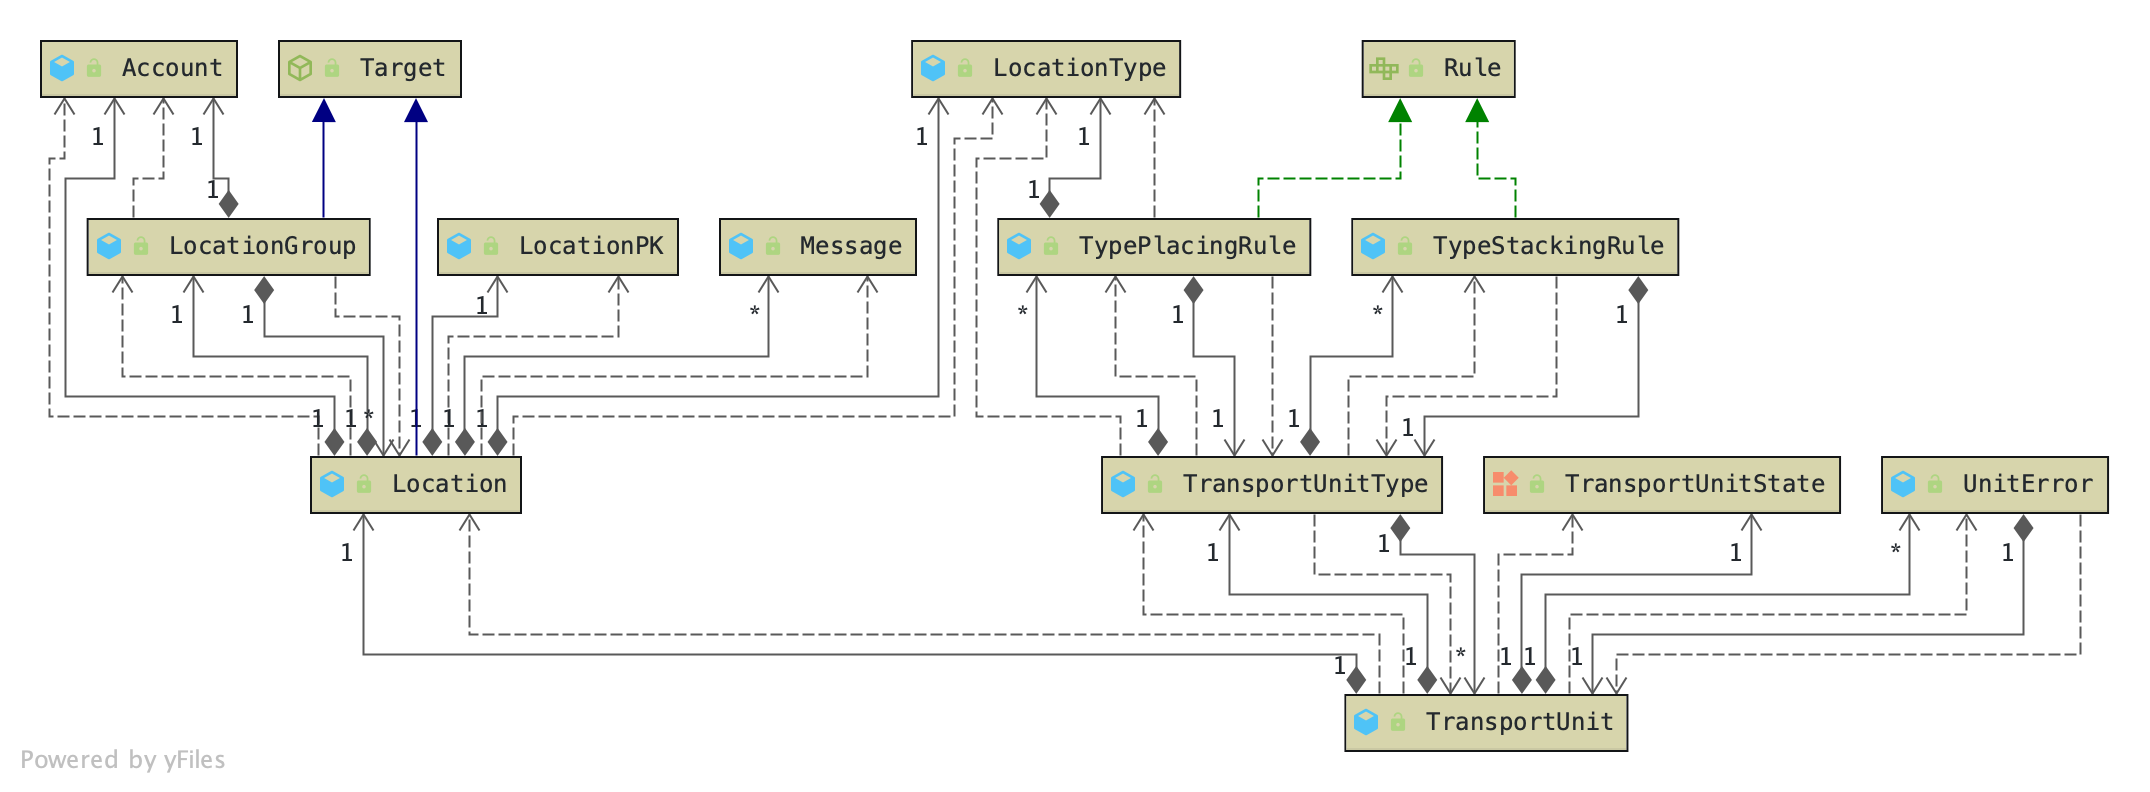 Account
Target
LocationType
Rule
1
1
1
1
1
1
LocationGroup
LocationPK
Message
TypePlacingRule
TypeStackingRule
1
1
1
*
*
1
*
1
1
1
*
1
1
1
1
1
1
1
Location
TransportUnitType
TransportUnitState
UnitError
1
1
1
1
*
1
1
1
*
1
1
1
TransportUnit
Powered by yFiles